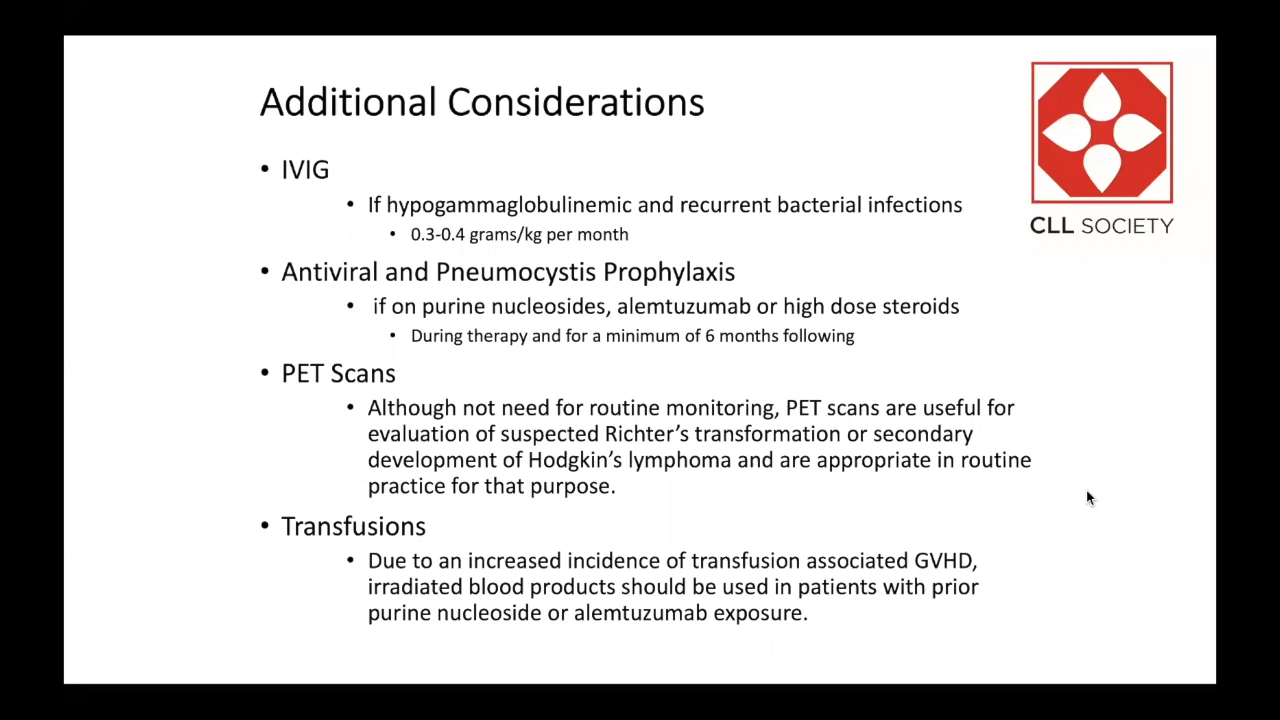 Additional Considerations
CLL SOCIETY
• IVIG
• If hypogammaglobulinemic and recurrent bacterial infections
• 0.3-0.4 grams/kg per month
• Antiviral and Pneumocystis Prophylaxis
• if on purine nucleosides, alemtuzumab or high dose steroids
• During therapy and for a minimum of 6 months following
• PET Scans
• Although not need for routine monitoring, PET scans are useful for
evaluation of suspected Richter’s transformation or secondary
development of Hodgkin’s lymphoma and are appropriate in routine
practice for that purpose.
• Transfusions
• Due to an increased incidence of transfusion associated GVHD,
irradiated blood products should be used in patients with prior
purine nucleoside or alemtuzumab exposure.